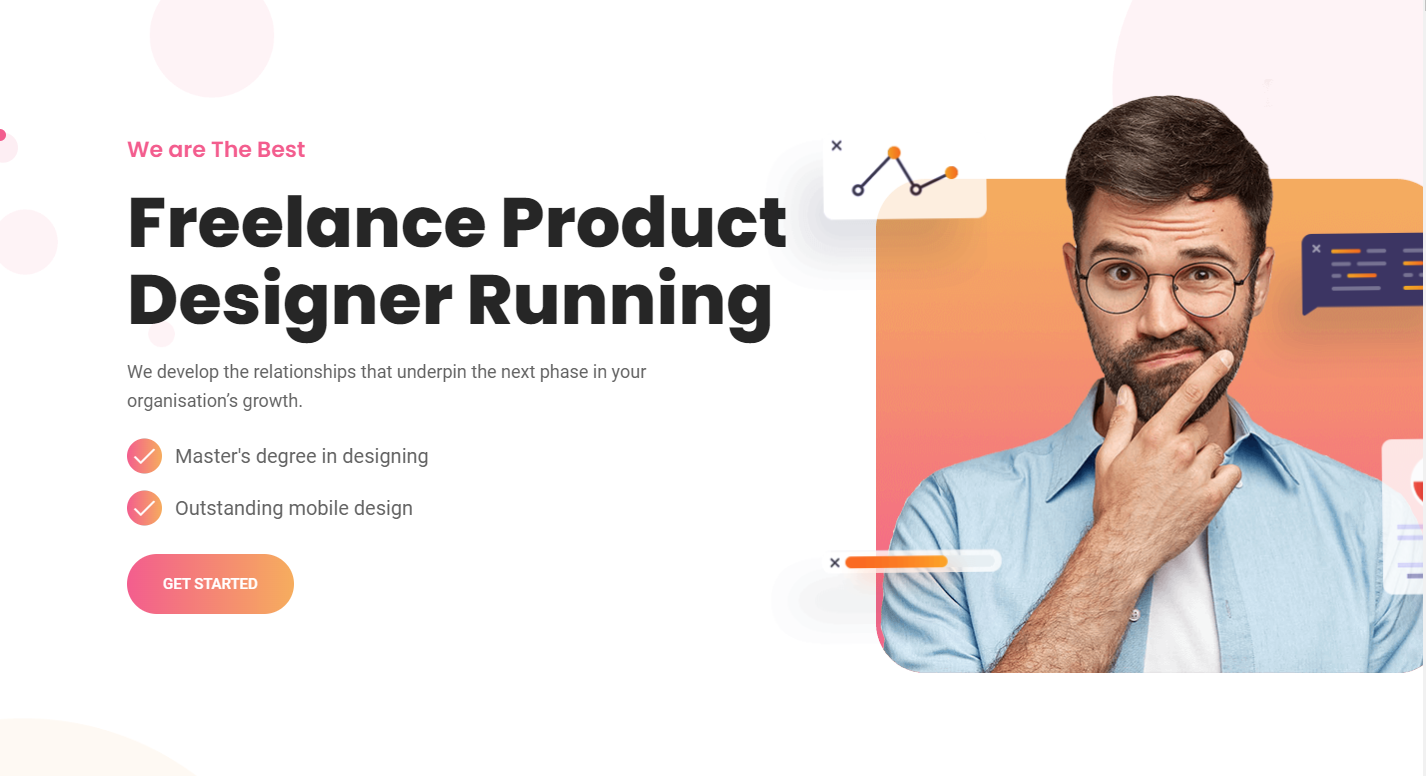 We are The Best
Freelance Product
Designer Running
We develop the relationships that underpin the next phase in your
organisation’s growth.
Master's degree in designing
Outstanding mobile design
GET STARTED